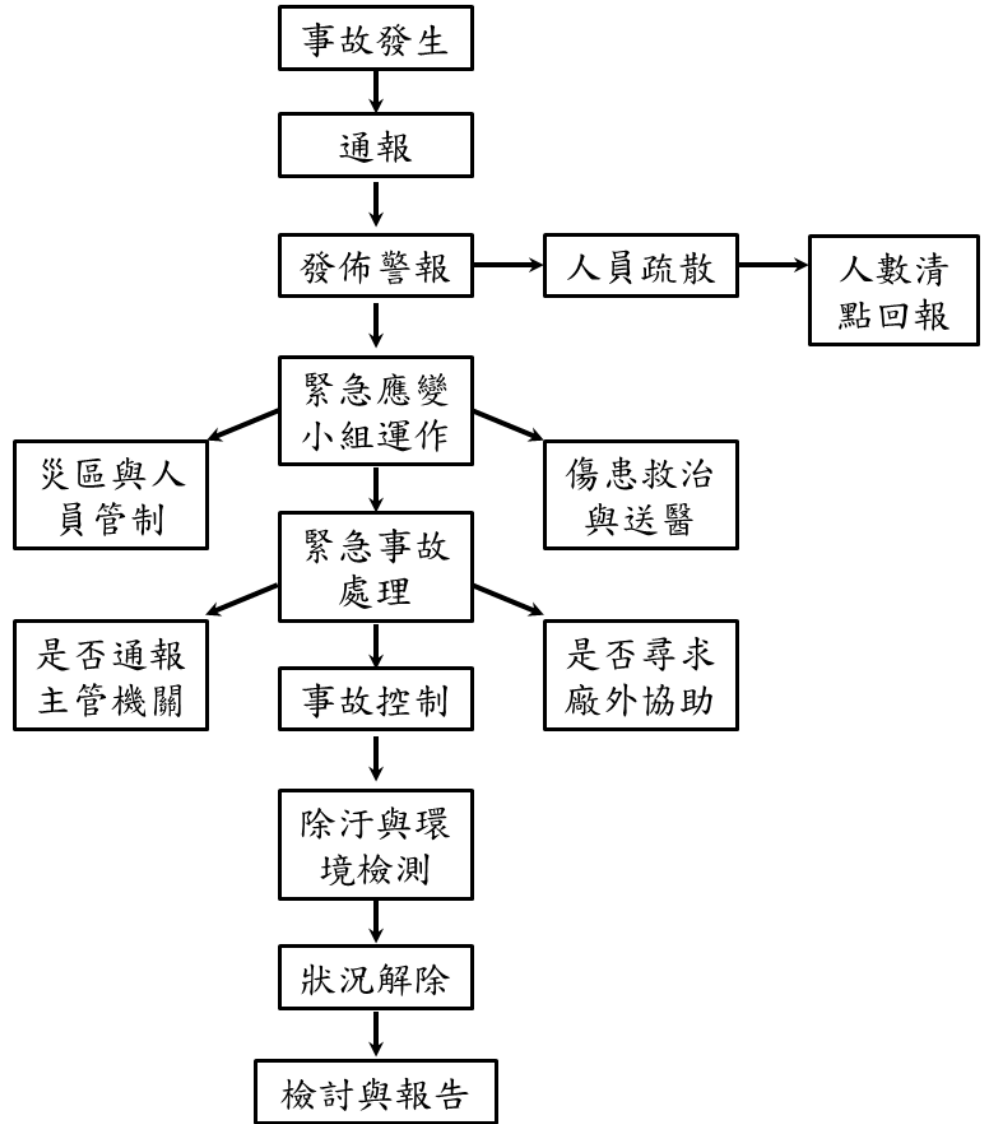 事故發生
通報
發佈警報
人員疏散
人數清
點回報
緊急應變
小組運作
災區與人
員管制
傷患救治
與送醫
緊急事故
處理
是否通報
主管機關
是否尋求
廠外協助
事故控制
除汙與環
境檢測
狀況解除
檢討與報告